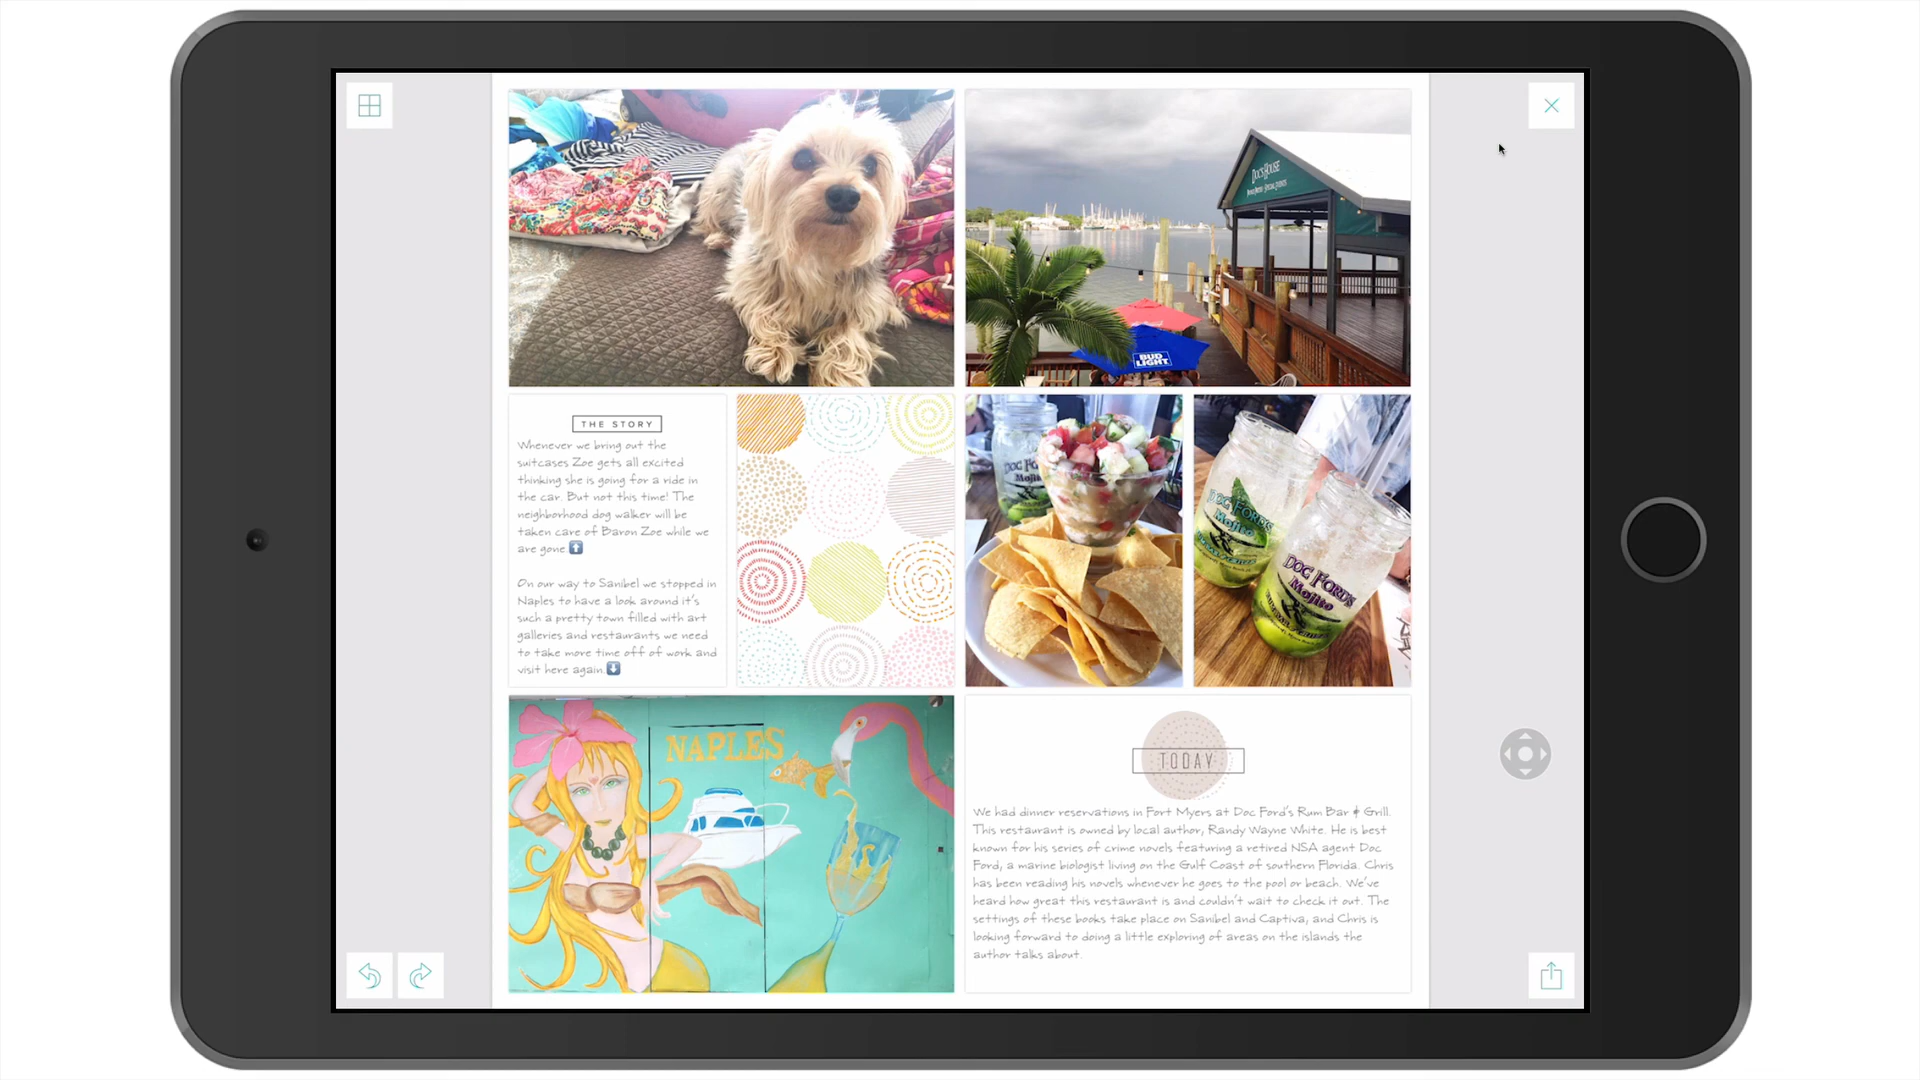 DOC'S HOUSE
BUD
LIGHT
THE STORY
Whenever we bring out the
suitcases Zoe gets all excited
thinking she is going for a ride in
the car. But not this time! The
neighborhood dog walker will be
taken care of Baron Zoe while we
are gone ⬆️
On our way to Sanibel we stopped in
Naples to have a look around it's
such a pretty town filled with art
galleries and restaurants we need
to take more time off of work and
visit here again ⬇️
DOC FORD'S
Mojito
DOC FORD'S
Mojito
NAPLES
TODAY
We had dinner reservations in Fort Myers at Doc Ford's Rum Bar & Grill.
This restaurant is owned by local author, Randy Wayne White. He is best
known for his series of crime novels featuring a retired NSA agent Doc
Ford, a marine biologist living on the Gulf Coast of southern Florida. Chris
has been reading his novels whenever he goes to the pool or beach. We've
heard how great this restaurant is and couldn't wait to check it out. The
settings of these books take place on Sanibel and Captiva, and Chris is
looking forward to doing a little exploring of areas on the islands the
author talks about.